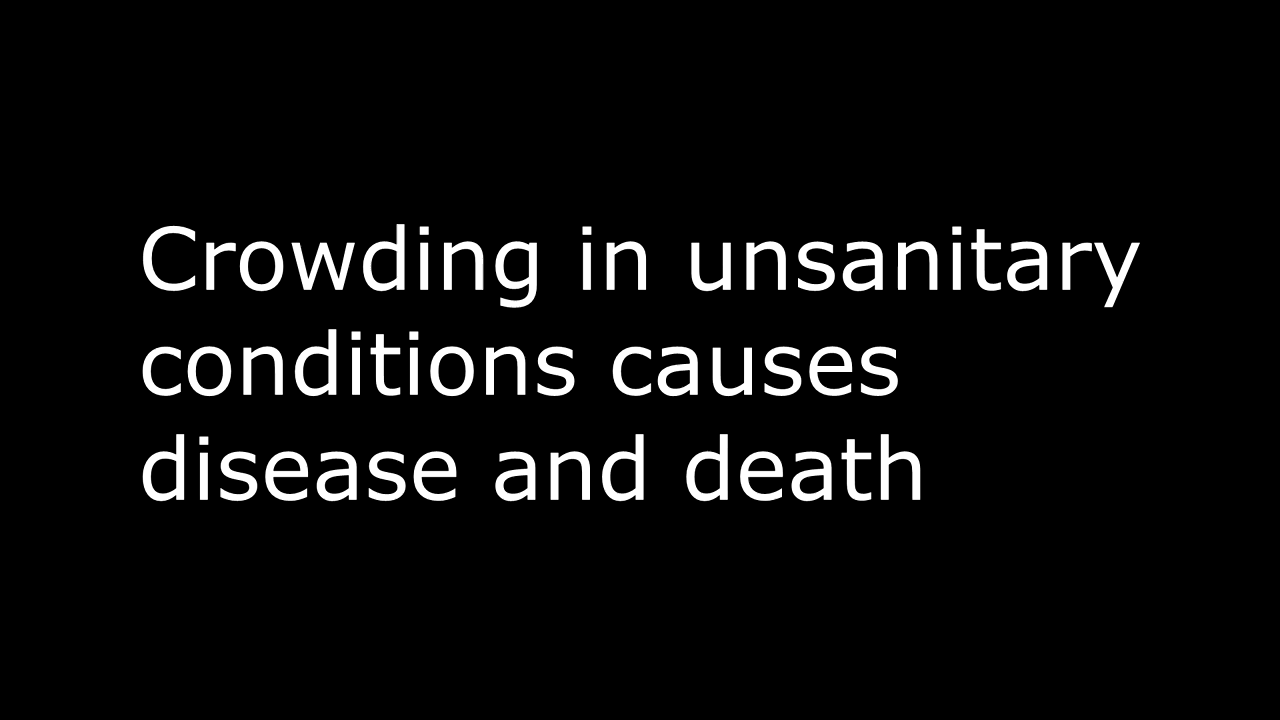 Crowding in unsanitary
conditions causes
disease and death